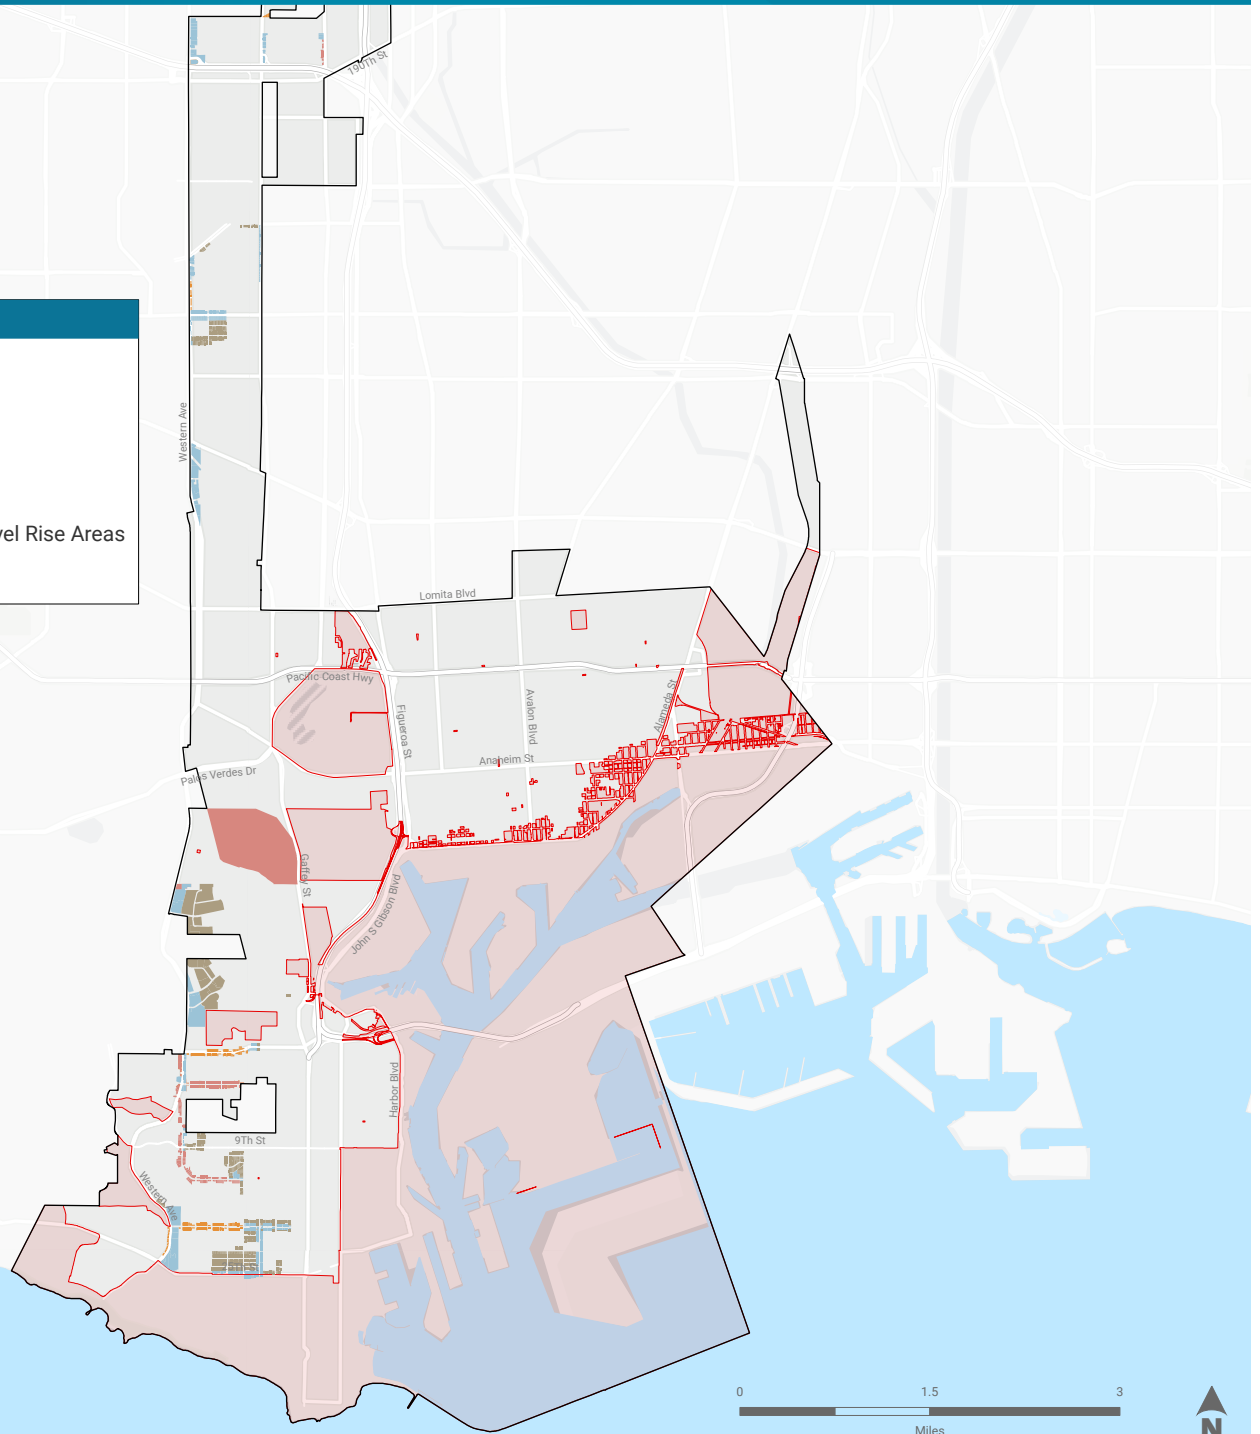 190Th St
Western Ave
vel Rise Areas
Lomita Blvd
Pacific Coast Hwy
Figueroa St
Avalon Blvd
Alameda St
Anaheim St
Palos Verdes Dr
Gaffey St
John S Gibson Blvd
Harbor Blvd
9Th St
Western Ave
0 1.5 3
Miles
N